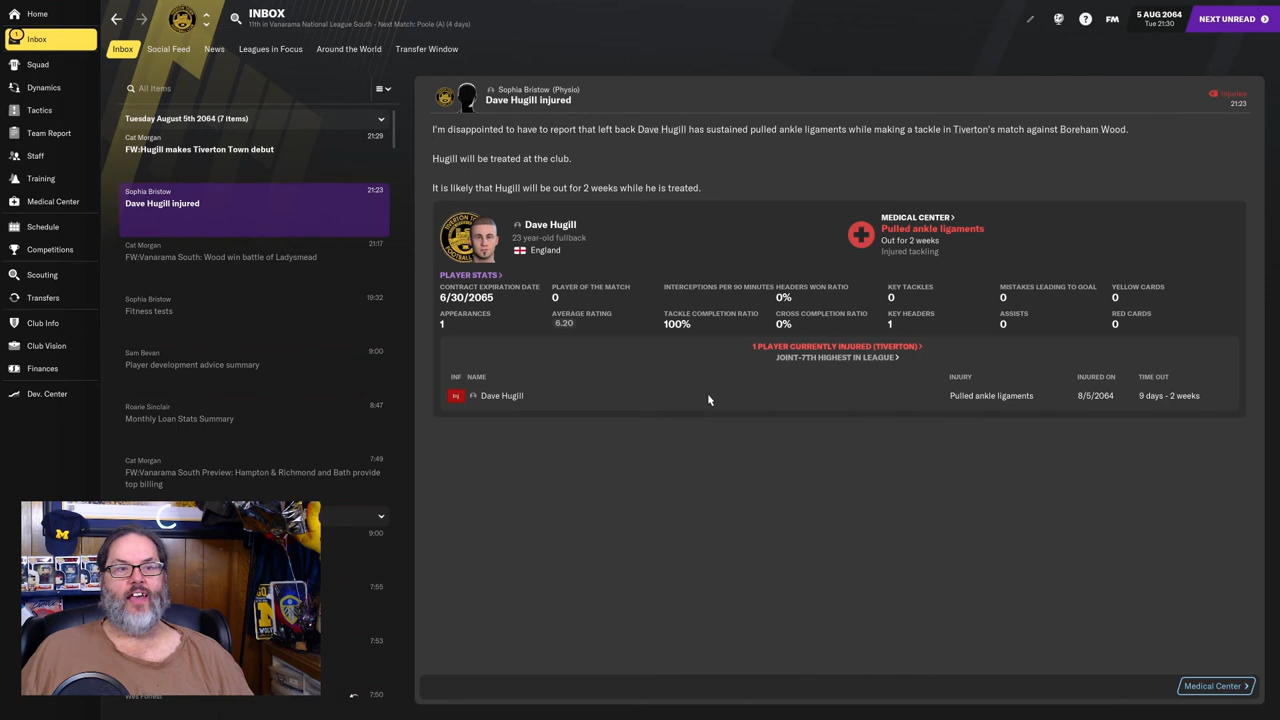 Home
Inbox
1
Squad
Dynamics
Tactics
Team Report
Staff
Training
Medical Center
Schedule
Competitions
Scouting
Transfers
Club Info
Club Vision
Finances
Dev. Center
INBOX
11th in Vanarama National League South - Next Match: Poole (A) (4 days)
FM
5 AUG 2064
Tue 21:30
NEXT UNREAD
Inbox
Social Feed
News
Leagues in Focus
Around the World
Transfer Window
All Items
Tuesday August 5th 2064 (7 items)
Cat Morgan
21:29
FW:Hugill makes Tiverton Town debut
Sophia Bristow
21:23
Dave Hugill injured
Cat Morgan
21:17
FW:Vanarama South: Wood win battle of Ladysmead
Sophia Bristow
19:32
Fitness tests
Sam Bevan
9:00
Player development advice summary
Roarie Sinclair
8:47
Monthly Loan Stats Summary
Cat Morgan
7:49
FW:Vanarama South Preview: Hampton & Richmond and Bath provide
top billing
9:00
7:55
7:53
7:50
Sophia Bristow (Physio)
Dave Hugill injured
Injuries
21:23
I'm disappointed to have to report that left back Dave Hugill has sustained pulled ankle ligaments while making a tackle in Tiverton's match against Boreham Wood.
Hugill will be treated at the club.
It is likely that Hugill will be out for 2 weeks while he is treated.
Dave Hugill
23 year-old fullback
England
MEDICAL CENTER >
Pulled ankle ligaments
Out for 2 weeks
Injured tackling
PLAYER STATS >
CONTRACT EXPIRATION DATE PLAYER OF THE MATCH INTERCEPTIONS PER 90 MINUTES HEADERS WON RATIO KEY TACKLES MISTAKES LEADING TO GOAL YELLOW CARDS
6/30/2065 0 0% 0 0 0
APPEARANCES AVERAGE RATING TACKLE COMPLETION RATIO CROSS COMPLETION RATIO KEY HEADERS ASSISTS RED CARDS
1 6.20 100% 0% 1 0 0
1 PLAYER CURRENTLY INJURED (TIVERTON) >
JOINT-7TH HIGHEST IN LEAGUE >
INF NAME INJURY INJURED ON TIME OUT
Inj Dave Hugill Pulled ankle ligaments 8/5/2064 9 days - 2 weeks
Medical Center >
M